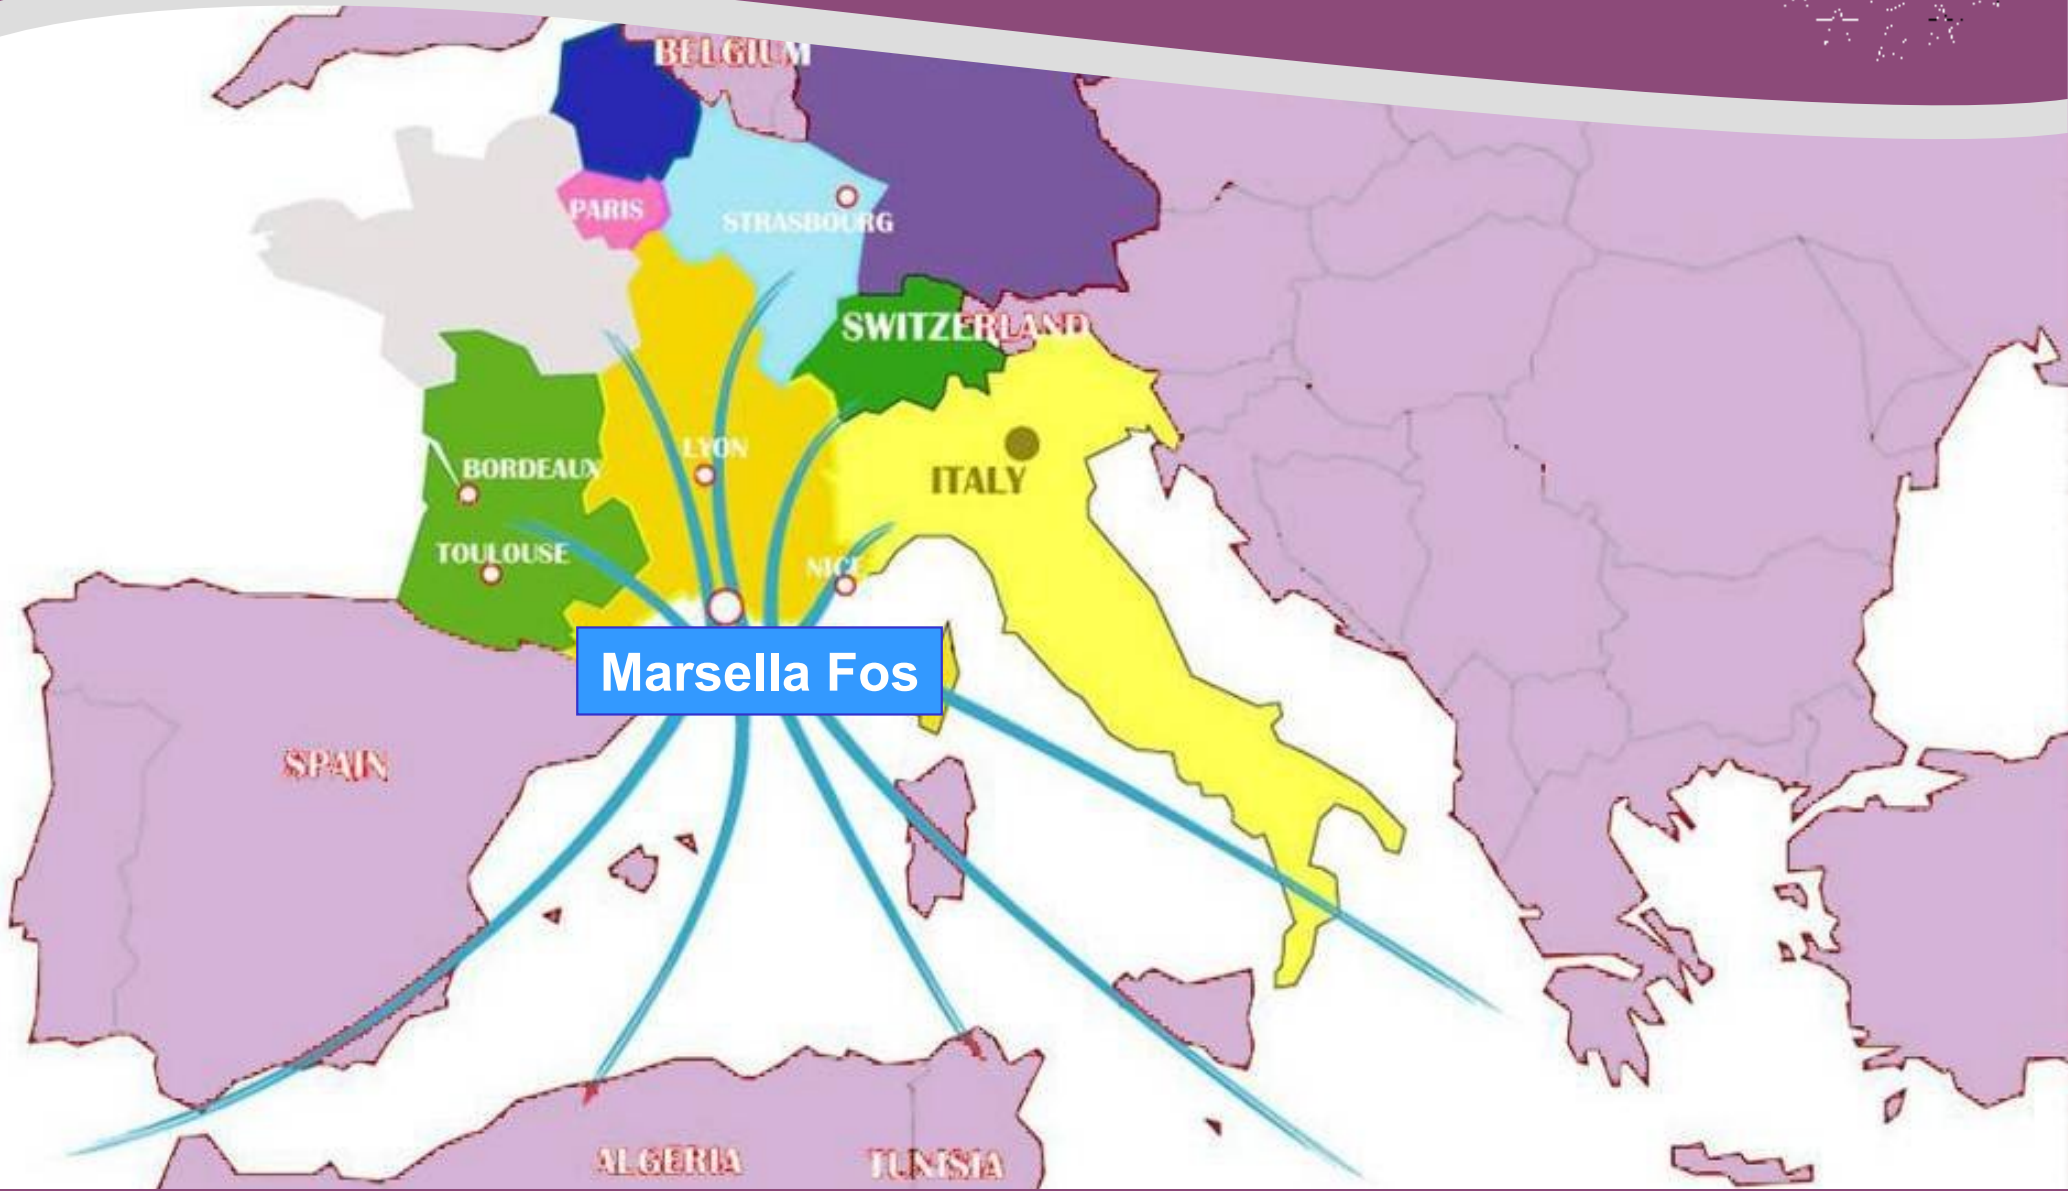 BELGIUM
PARIS
STRASBOURG
SWITZERLAND
LYON
BORDEAUX
ITALY
TOULOUSE
NICE
Marsella Fos
SPAIN
ALGERIA
TUNISIA